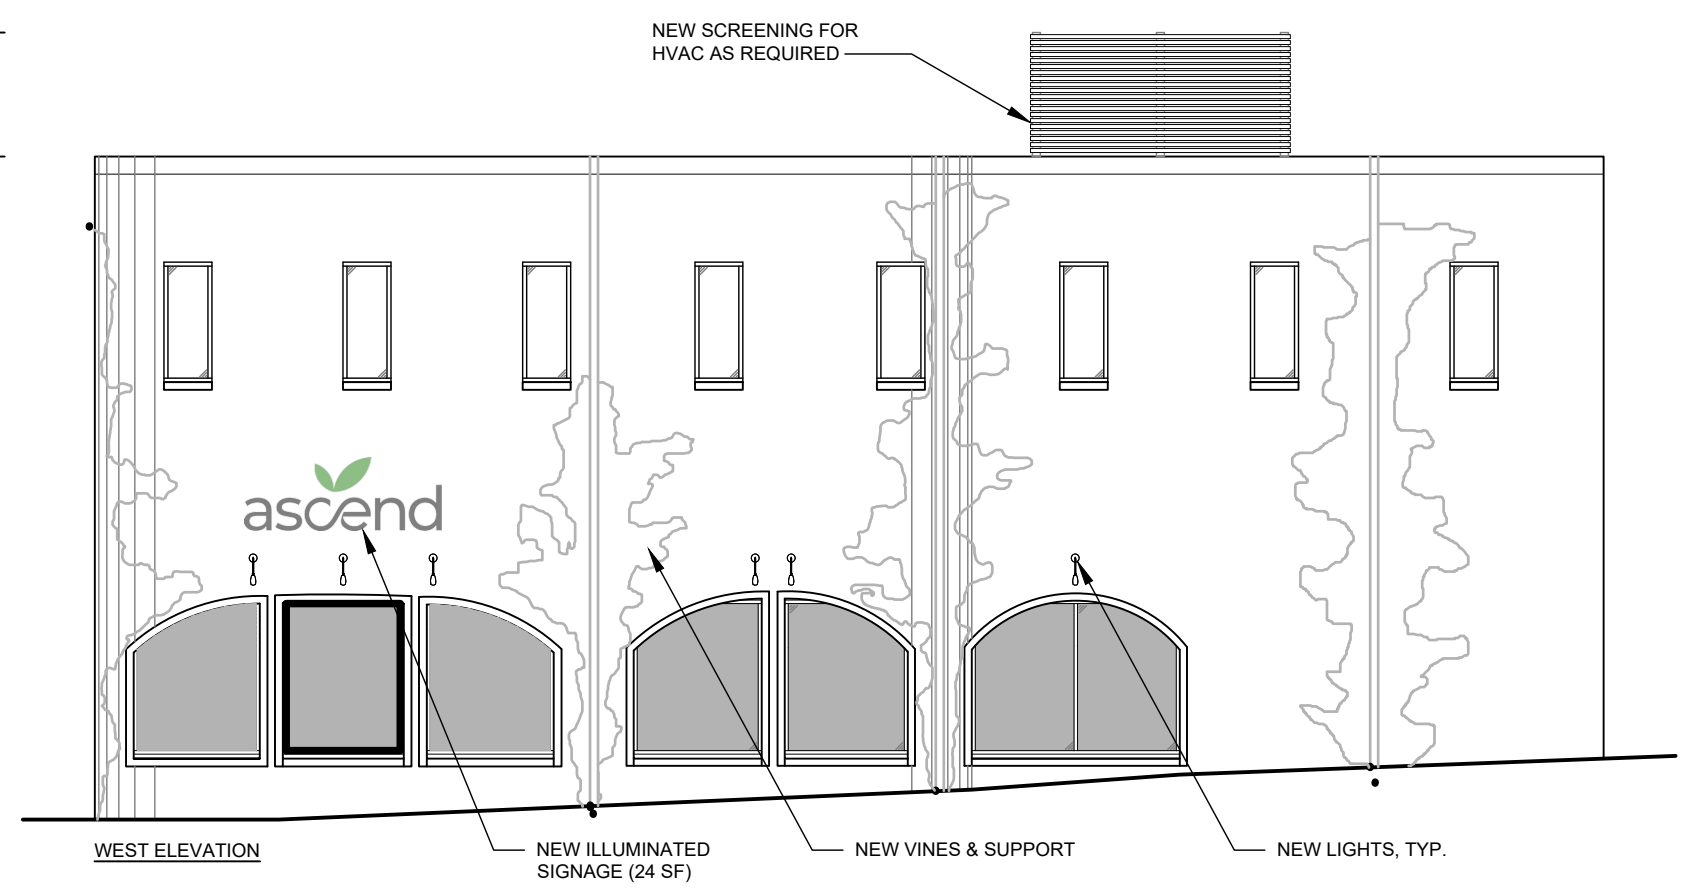 NEW SCREENING FOR
HVAC AS REQUIRED
ascend
WEST ELEVATION
NEW ILLUMINATED
SIGNAGE (24 SF)
NEW VINES & SUPPORT
NEW LIGHTS, TYP.